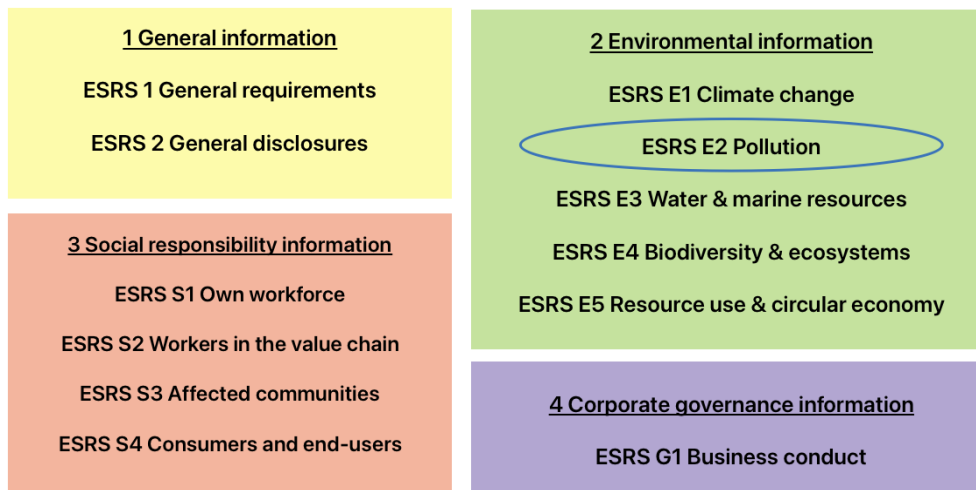 1 General information
ESRS 1 General requirements
ESRS 2 General disclosures
2 Environmental information
ESRS E1 Climate change
ESRS E2 Pollution
ESRS E3 Water & marine resources
ESRS E4 Biodiversity & ecosystems
ESRS E5 Resource use & circular economy
3 Social responsibility information
ESRS S1 Own workforce
ESRS S2 Workers in the value chain
ESRS S3 Affected communities
ESRS S4 Consumers and end-users
4 Corporate governance information
ESRS G1 Business conduct